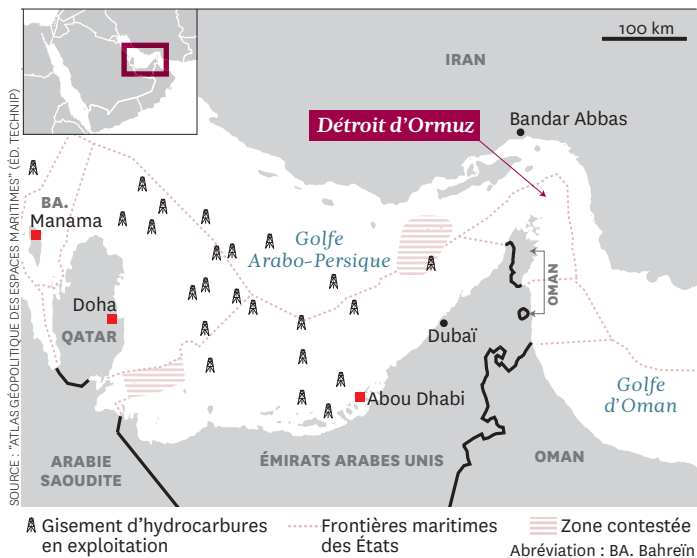 100 km
IRAN
Détroit d'Ormuz
Bandar Abbas
BA.
Manama
Golfe
Arabo-Persique
OMAN
Doha
QATAR
Dubaï
Abou Dhabi
Golfe
d'Oman
ARABIE
SAOUDITE
ÉMIRATS ARABES UNIS
OMAN
SOURCE : "ATLAS GÉOPOLITIQUE DES ESPACES MARITIMES" (ÉD. TECHNIP)
Gisement d'hydrocarbures
en exploitation
Frontières maritimes
des États
Zone contestée
Abréviation : BA. Bahreïn